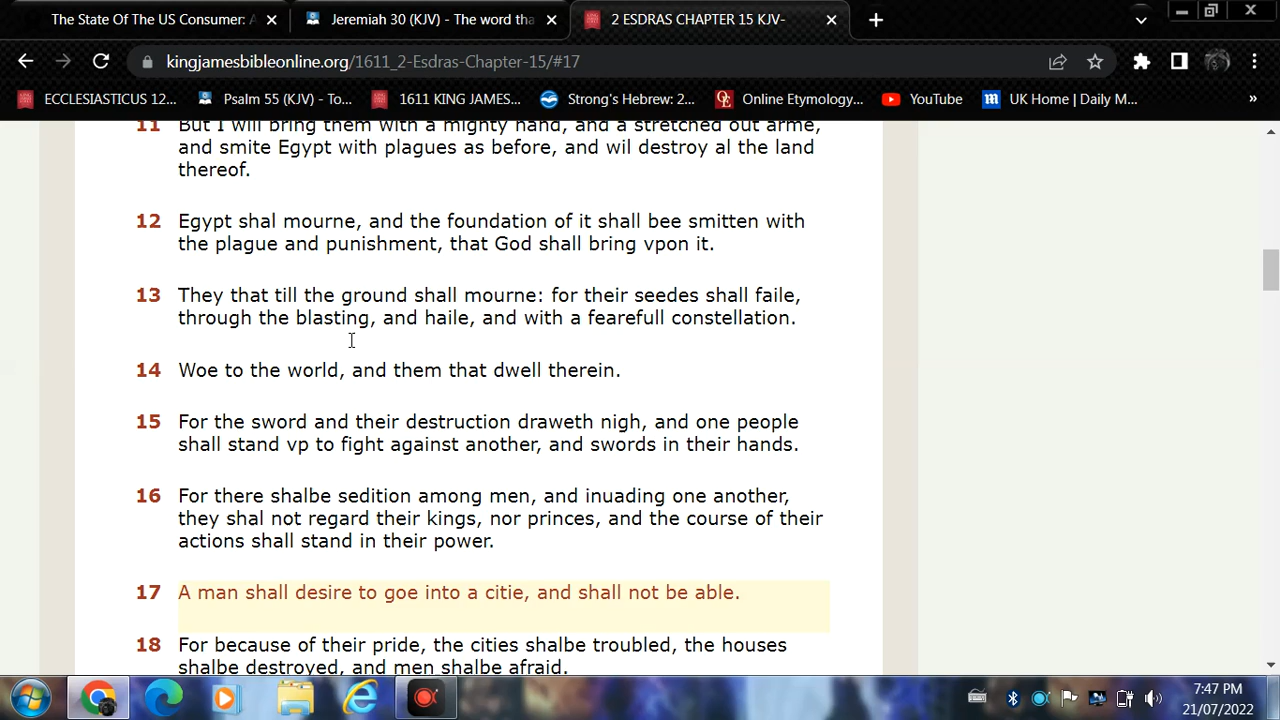 The State Of The US Consumer: A
Jeremiah 30 (KJV) - The word tha
2 ESDRAS CHAPTER 15 KJV-
kingjamesbibleonline.org/1611_2-Esdras-Chapter-15/#17
ECCLESIASTICUS 12...
Psalm 55 (KJV) - To...
1611 KING JAMES...
Strong's Hebrew: 2...
Online Etymology...
YouTube
UK Home | Daily M...
11 But I will bring them with a mighty hand, and a stretched out arme,
and smite Egypt with plagues as before, and wil destroy al the land
thereof.
12 Egypt shal mourne, and the foundation of it shall bee smitten with
the plague and punishment, that God shall bring vpon it.
13 They that till the ground shall mourne: for their seedes shall faile,
through the blasting, and haile, and with a fearefull constellation.
14 Woe to the world, and them that dwell therein.
15 For the sword and their destruction draweth nigh, and one people
shall stand vp to fight against another, and swords in their hands.
16 For there shalbe sedition among men, and inuading one another,
they shal not regard their kings, nor princes, and the course of their
actions shall stand in their power.
17 A man shall desire to goe into a citie, and shall not be able.
18 For because of their pride, the cities shalbe troubled, the houses
shalbe destroyed, and men shalbe afraid.
7:47 PM
21/07/2022